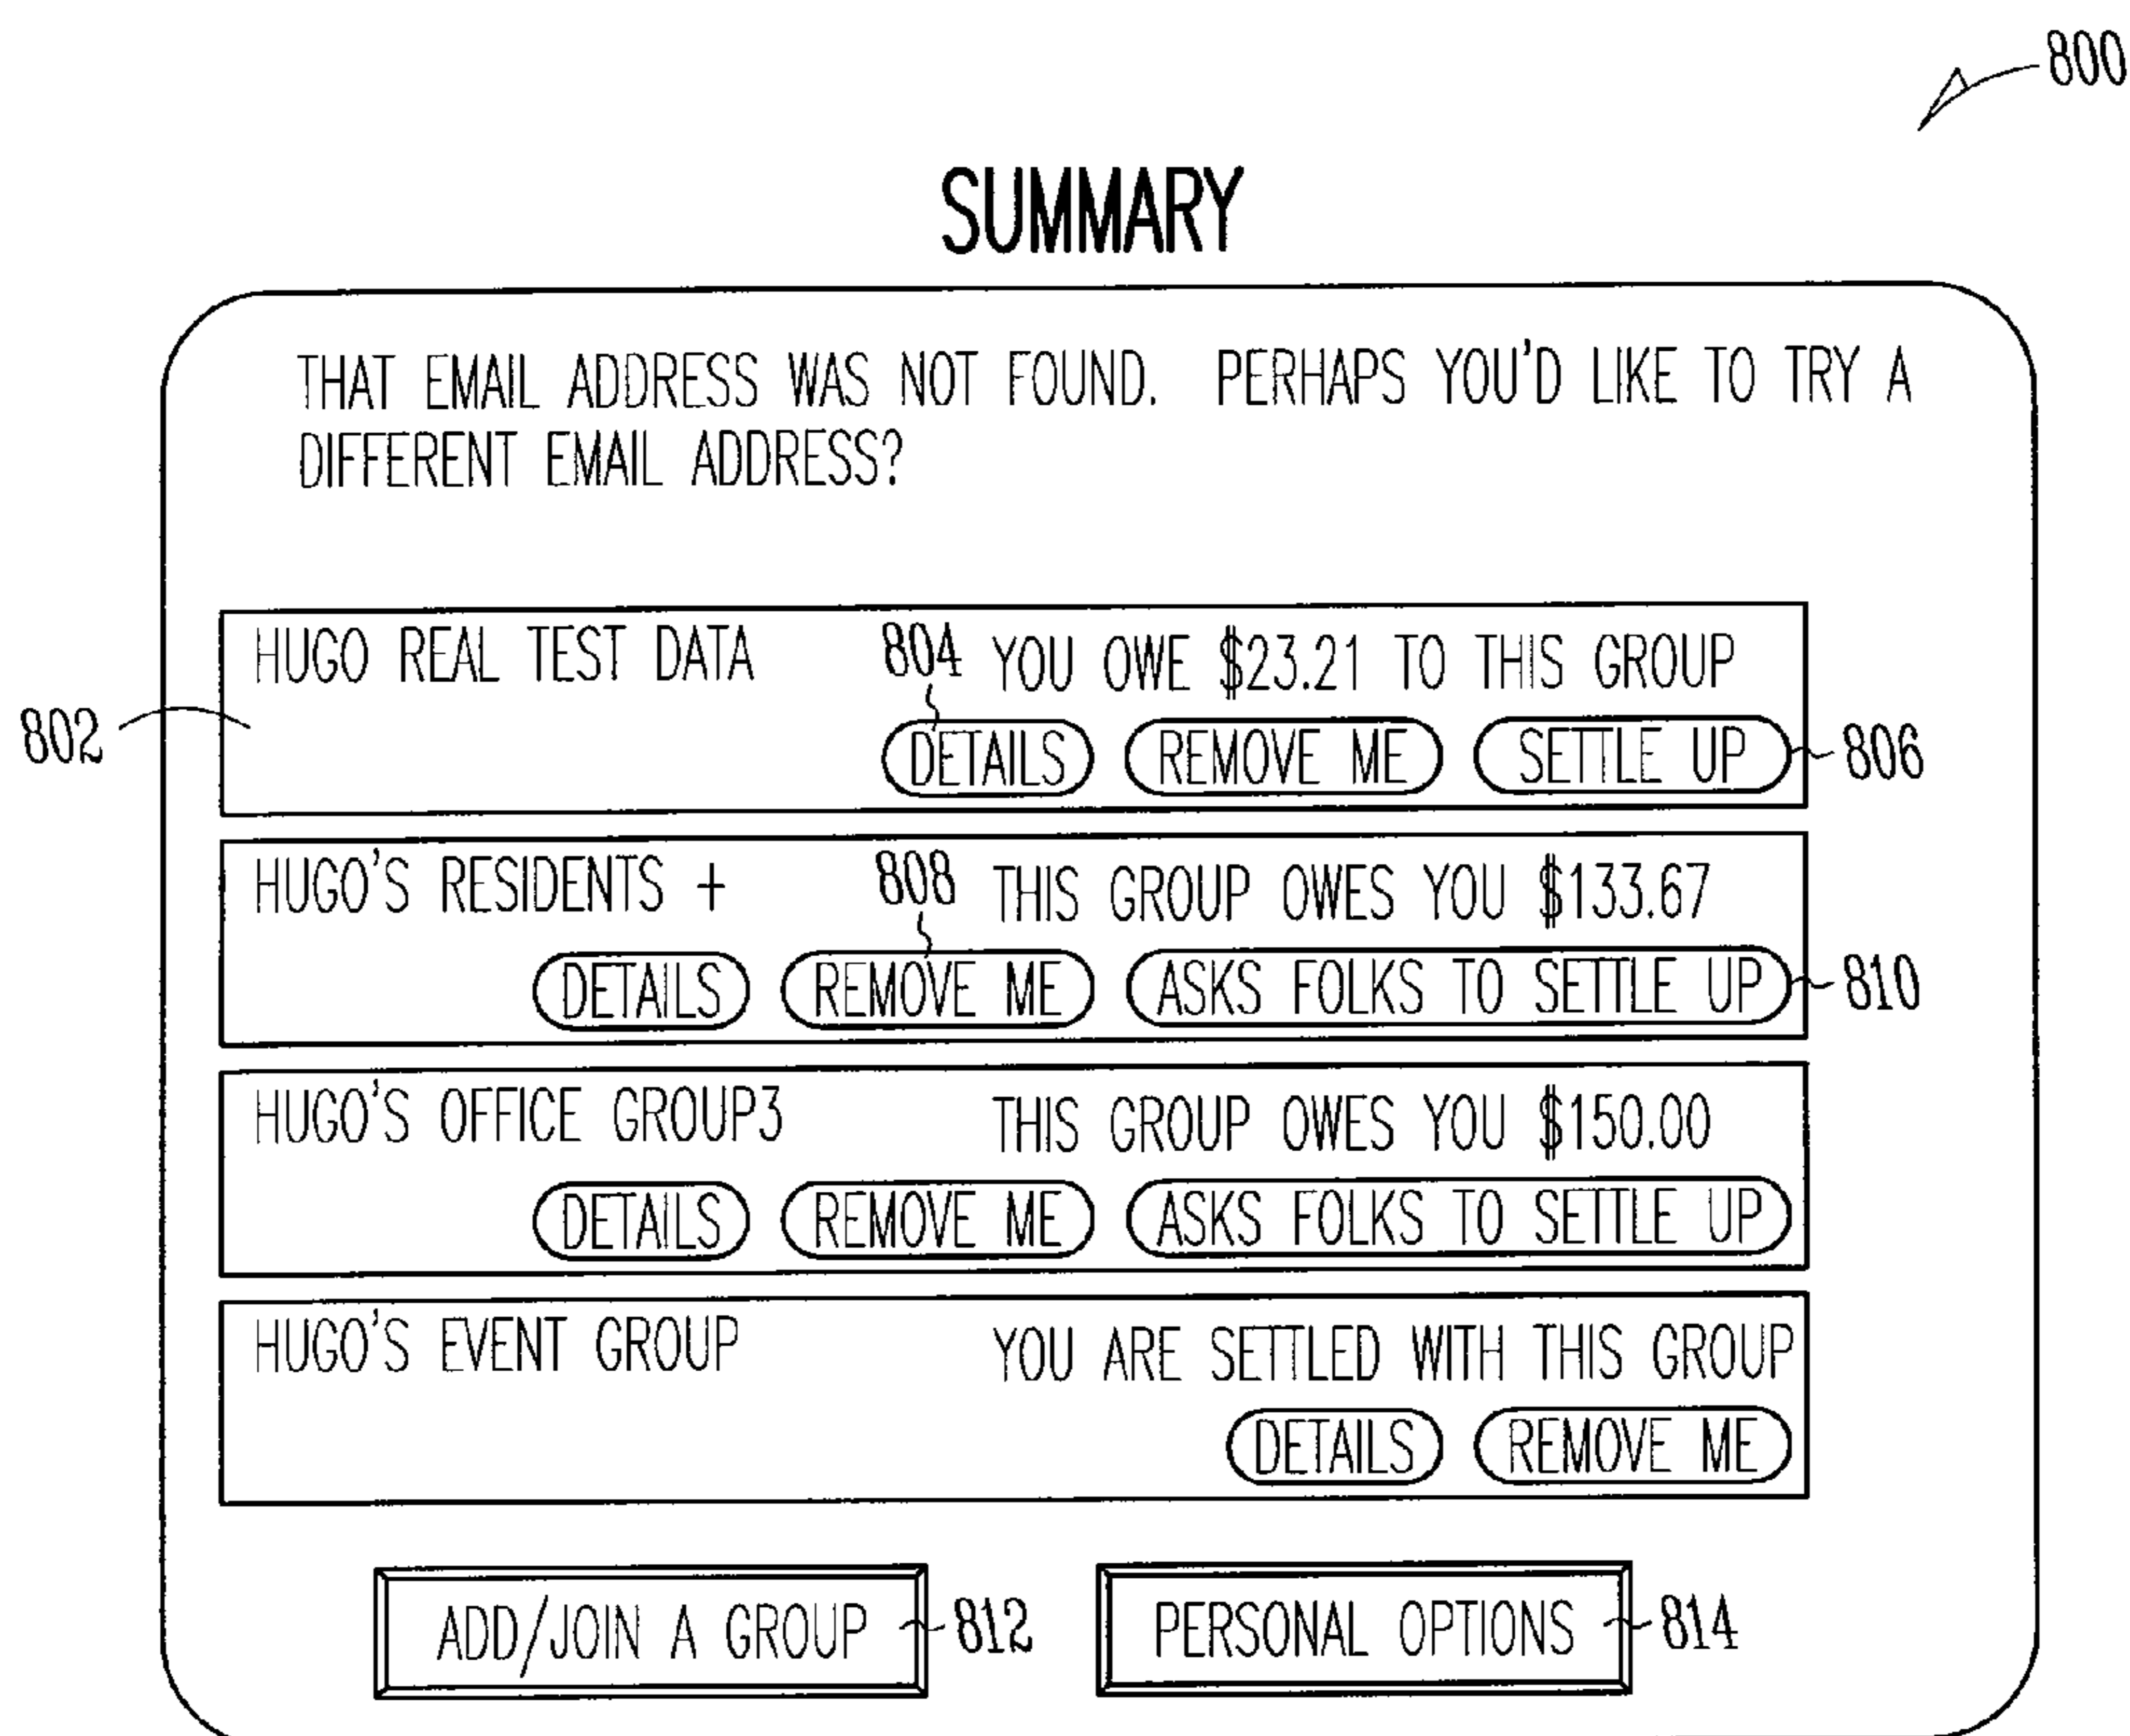 800
SUMMARY
THAT EMAIL ADDRESS WAS NOT FOUND. PERHAPS YOU'D LIKE TO TRY A
DIFFERENT EMAIL ADDRESS?
HUGO REAL TEST DATA 804 YOU OWE $23.21 TO THIS GROUP
802 DETAILS REMOVE ME SETTLE UP 806
HUGO'S RESIDENTS + 808 THIS GROUP OWES YOU $133.67
DETAILS REMOVE ME ASKS FOLKS TO SETTLE UP 810
HUGO'S OFFICE GROUP3 THIS GROUP OWES YOU $150.00
DETAILS REMOVE ME ASKS FOLKS TO SETTLE UP
HUGO'S EVENT GROUP YOU ARE SETTLED WITH THIS GROUP
DETAILS REMOVE ME
ADD/JOIN A GROUP 812 PERSONAL OPTIONS 814